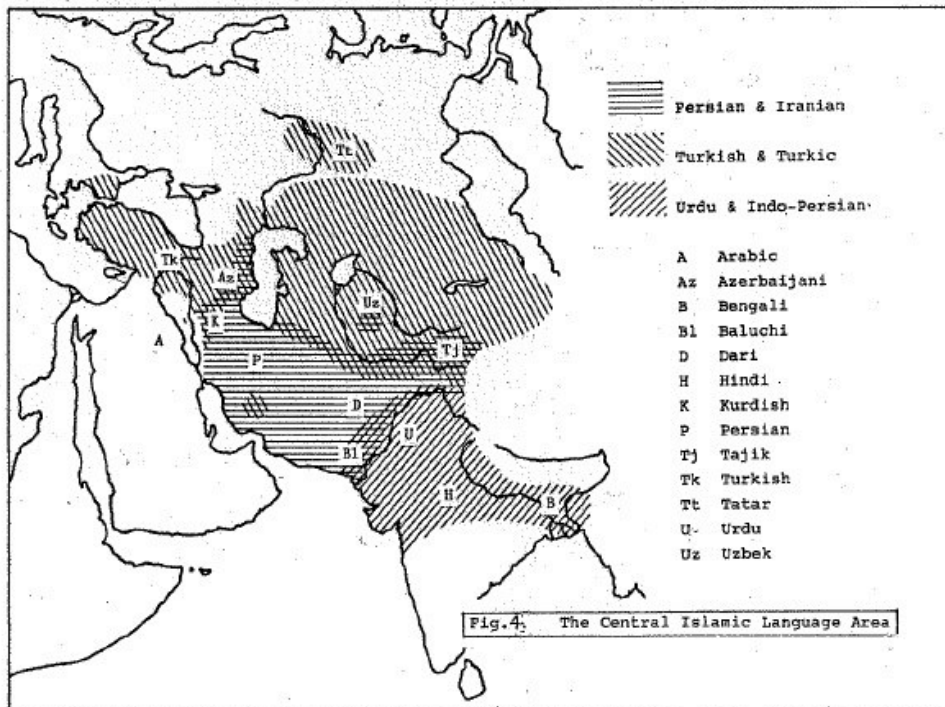 Persian & Iranian
Turkish & Turkic
Urdu & Indo-Persian
A Arabic
Az Azerbaijani
B Bengali
Bl Baluchi
D Dari
H Hindi
K Kurdish
P Persian
Tj Tajik
Tk Turkish
Tt Tatar
U Urdu
Uz Uzbek
Tt
Tk
Az
Uz
K
A
P
Tj
D
U
Bl
H
B
Fig.4. The Central Islamic Language Area